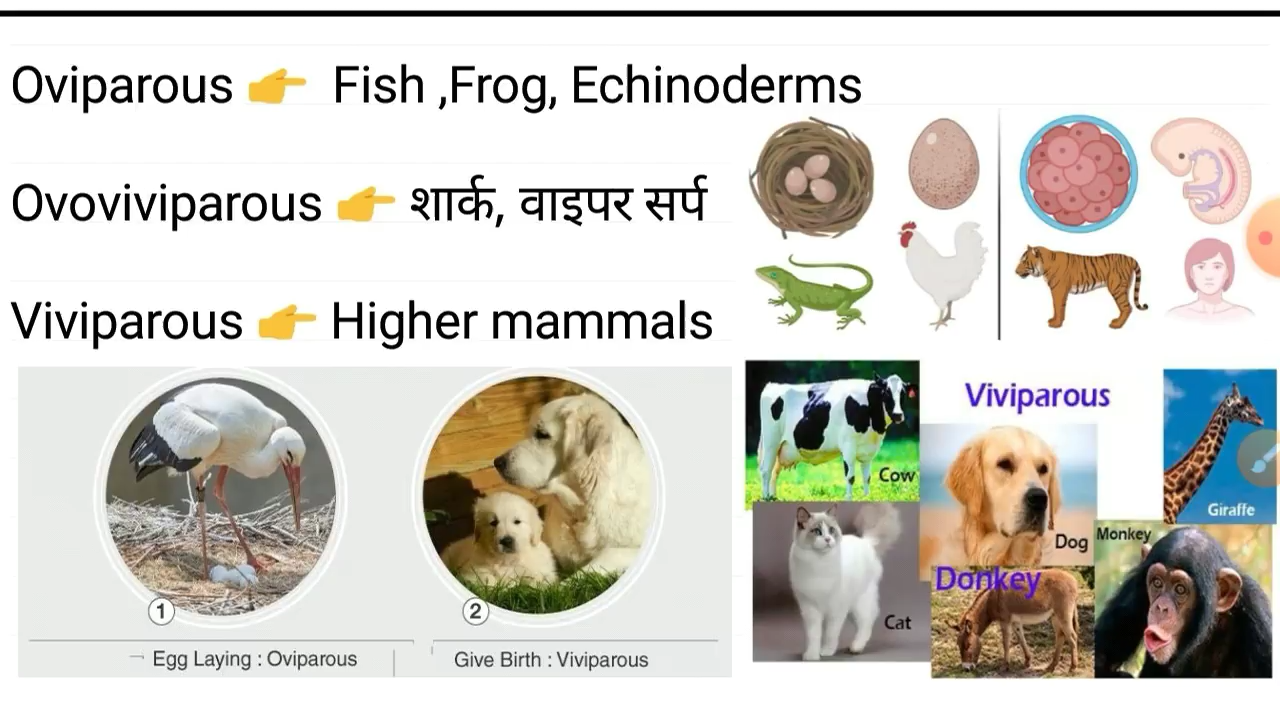 Oviparous 👉 Fish ,Frog, Echinoderms
Ovoviviparous 👉 शार्क, वाइपर सर्प
Viviparous 👉 Higher mammals
1
2
Egg Laying : Oviparous
Give Birth : Viviparous
Viviparous
Cow
Giraffe
Dog
Monkey
Donkey
Cat